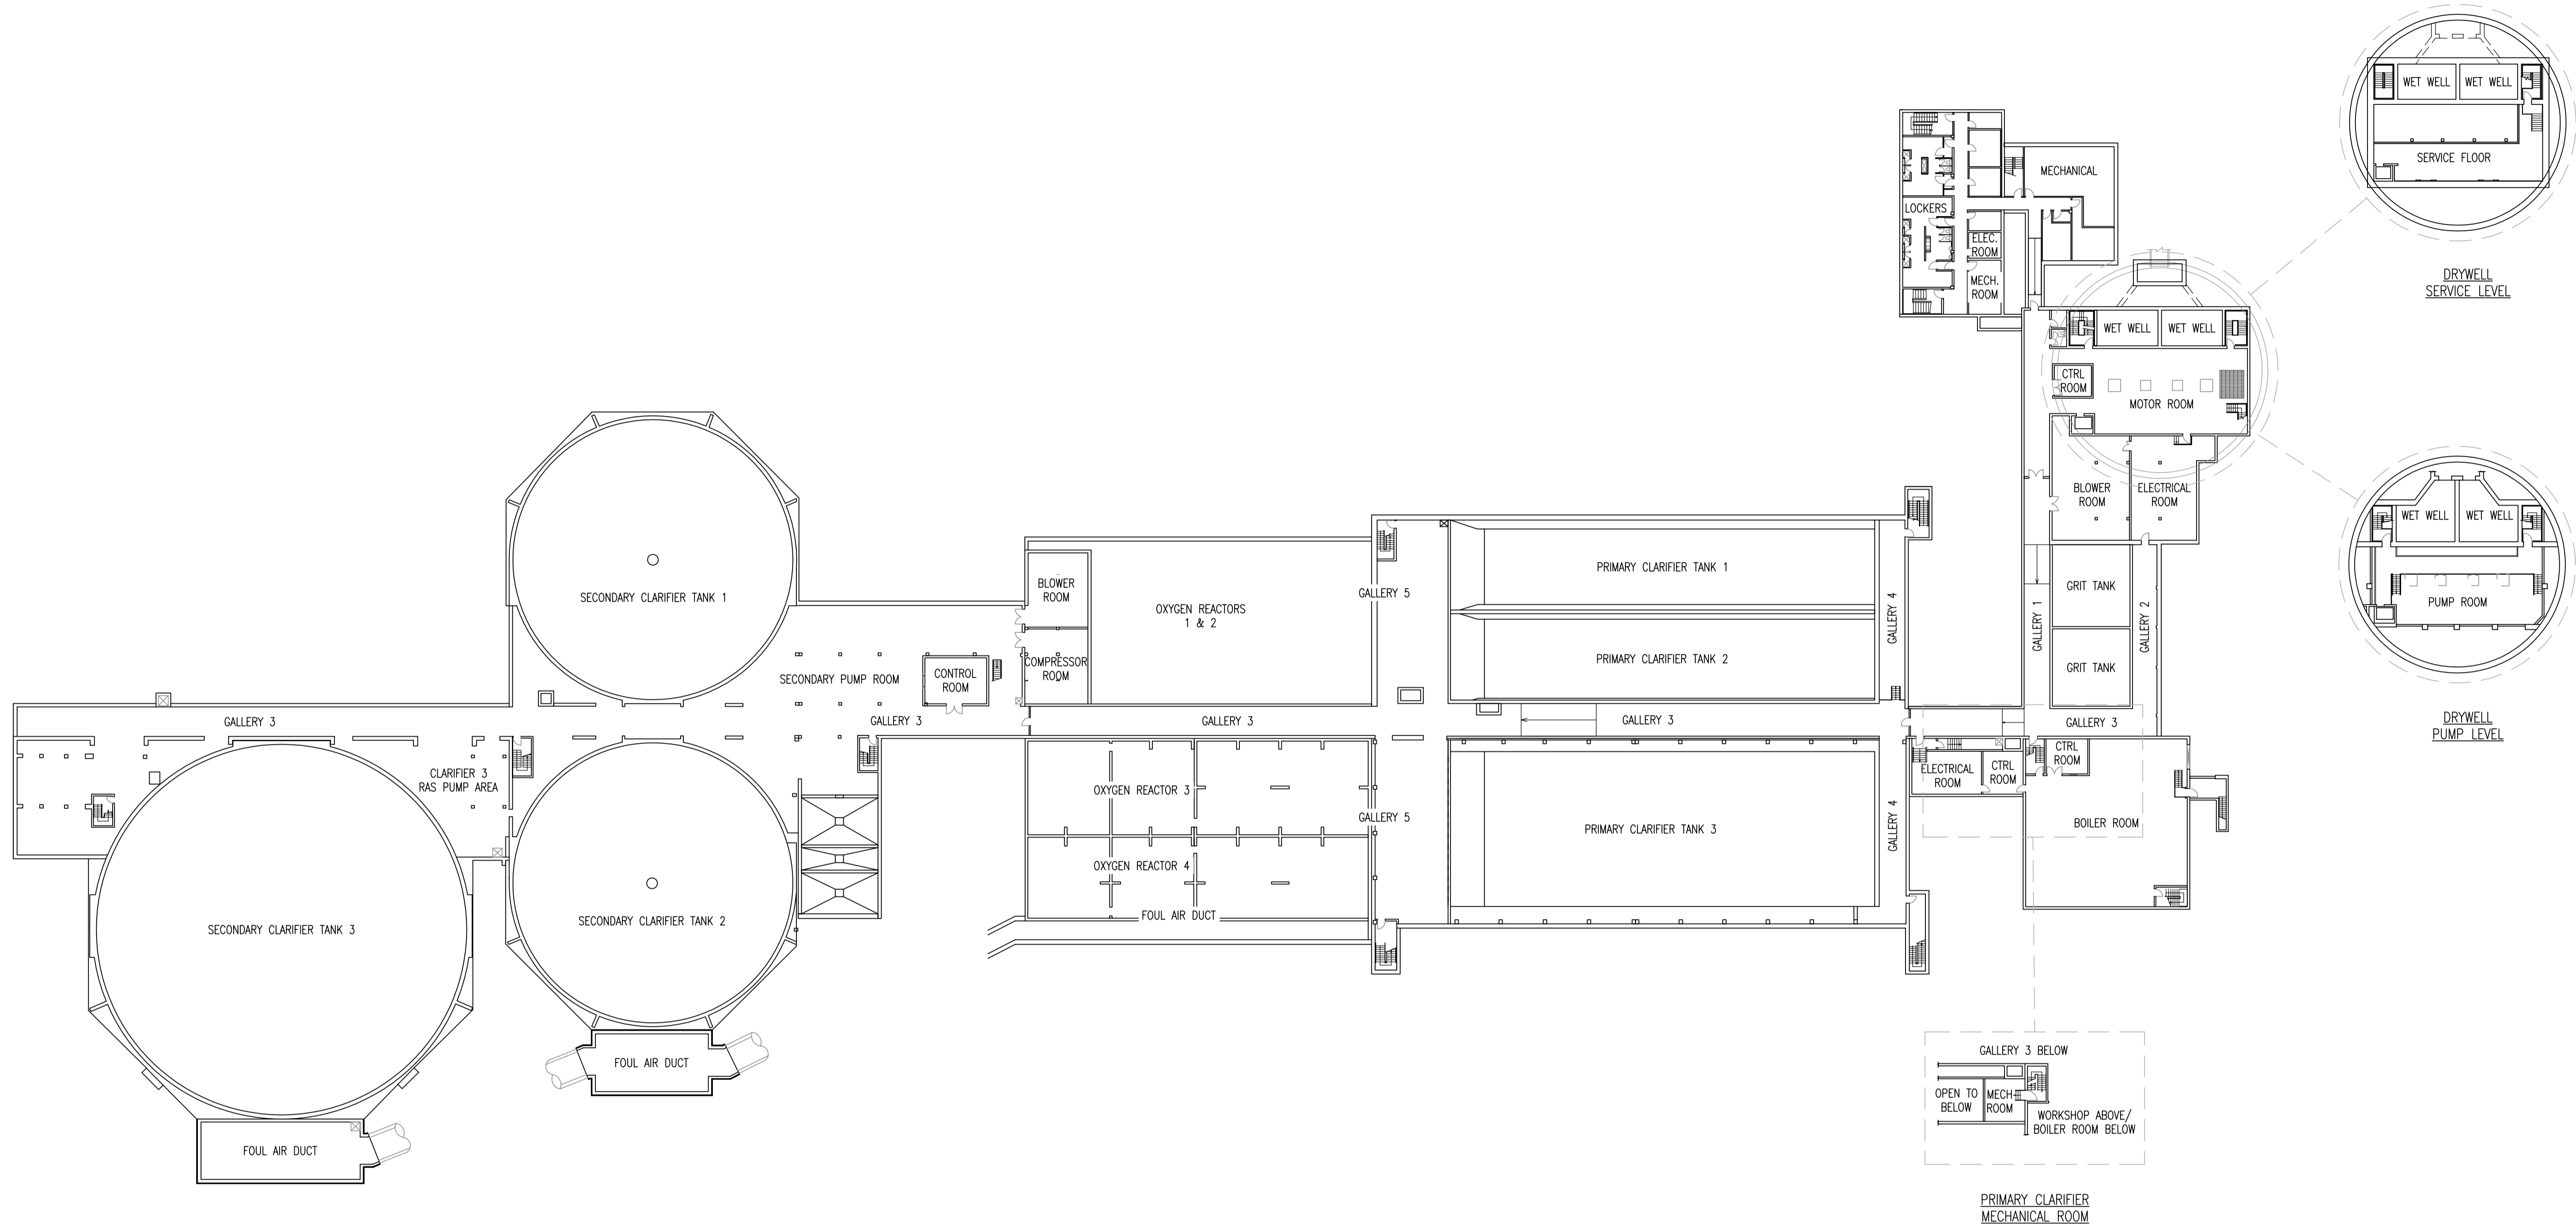 WET WELL
WET WELL
SERVICE FLOOR
DRYWELL
SERVICE LEVEL
MECHANICAL
LOCKERS
ELEC.
ROOM
MECH.
ROOM
WET WELL
WET WELL
CTRL
ROOM
MOTOR ROOM
BLOWER
ROOM
ELECTRICAL
ROOM
WET WELL
WET WELL
PUMP ROOM
DRYWELL
PUMP LEVEL
GRIT TANK
GRIT TANK
GALLERY 1
GALLERY 2
GALLERY 3
SECONDARY CLARIFIER TANK 1
BLOWER
ROOM
COMPRESSOR
ROOM
OXYGEN REACTORS
1 & 2
GALLERY 5
PRIMARY CLARIFIER TANK 1
PRIMARY CLARIFIER TANK 2
GALLERY 4
SECONDARY PUMP ROOM
CONTROL
ROOM
GALLERY 3
GALLERY 3
GALLERY 3
GALLERY 3
CLARIFIER 3
RAS PUMP AREA
OXYGEN REACTOR 3
OXYGEN REACTOR 4
FOUL AIR DUCT
GALLERY 5
PRIMARY CLARIFIER TANK 3
GALLERY 4
ELECTRICAL
ROOM
CTRL
ROOM
CTRL
ROOM
BOILER ROOM
SECONDARY CLARIFIER TANK 3
SECONDARY CLARIFIER TANK 2
FOUL AIR DUCT
FOUL AIR DUCT
GALLERY 3 BELOW
OPEN TO
BELOW
MECH
ROOM
WORKSHOP ABOVE/
BOILER ROOM BELOW
PRIMARY CLARIFIER
MECHANICAL ROOM